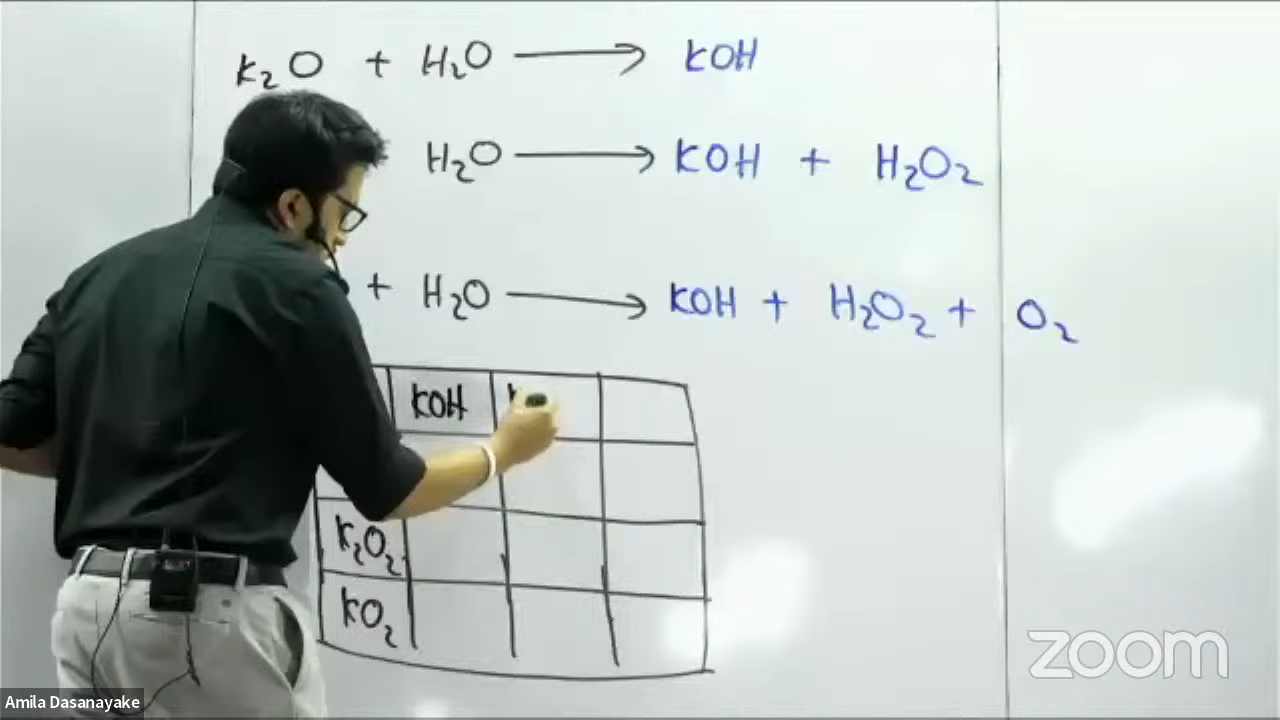 K₂O + H₂O → KOH
H₂O → KOH + H₂O₂
+ H₂O → KOH + H₂O₂ + O₂
KOH
K₂O₂
KO₂
zoom
Amila Dasanayake